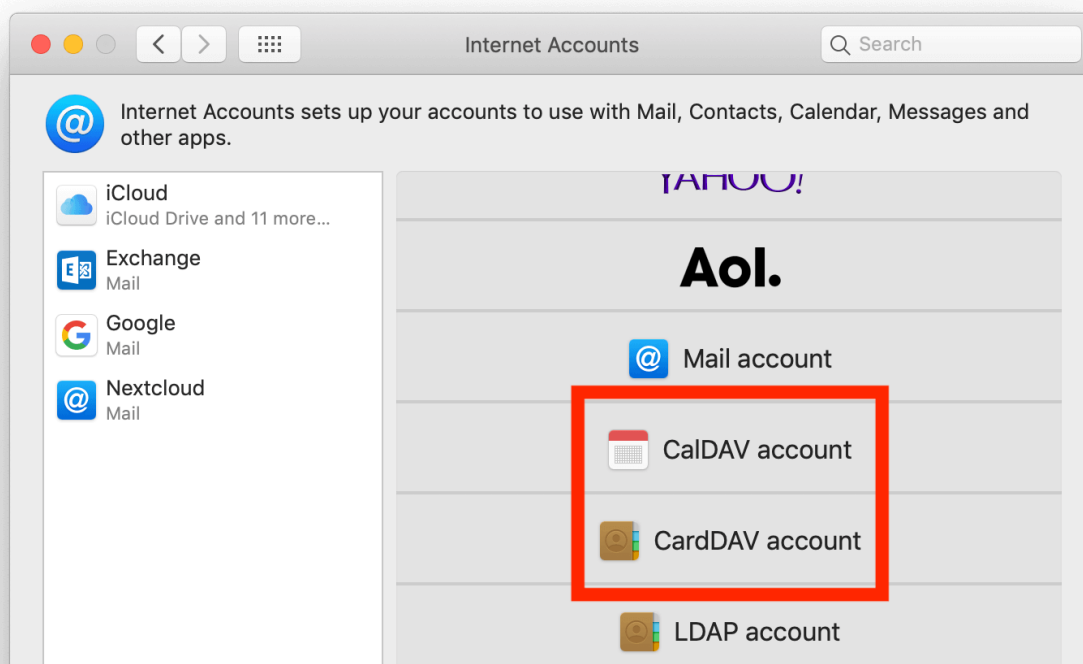 Internet Accounts
Search
Internet Accounts sets up your accounts to use with Mail, Contacts, Calendar, Messages and
other apps.
iCloud
iCloud Drive and 11 more...
Exchange
Mail
Google
Mail
Nextcloud
Mail
YAHOO!
Aol.
Mail account
CalDAV account
CardDAV account
LDAP account